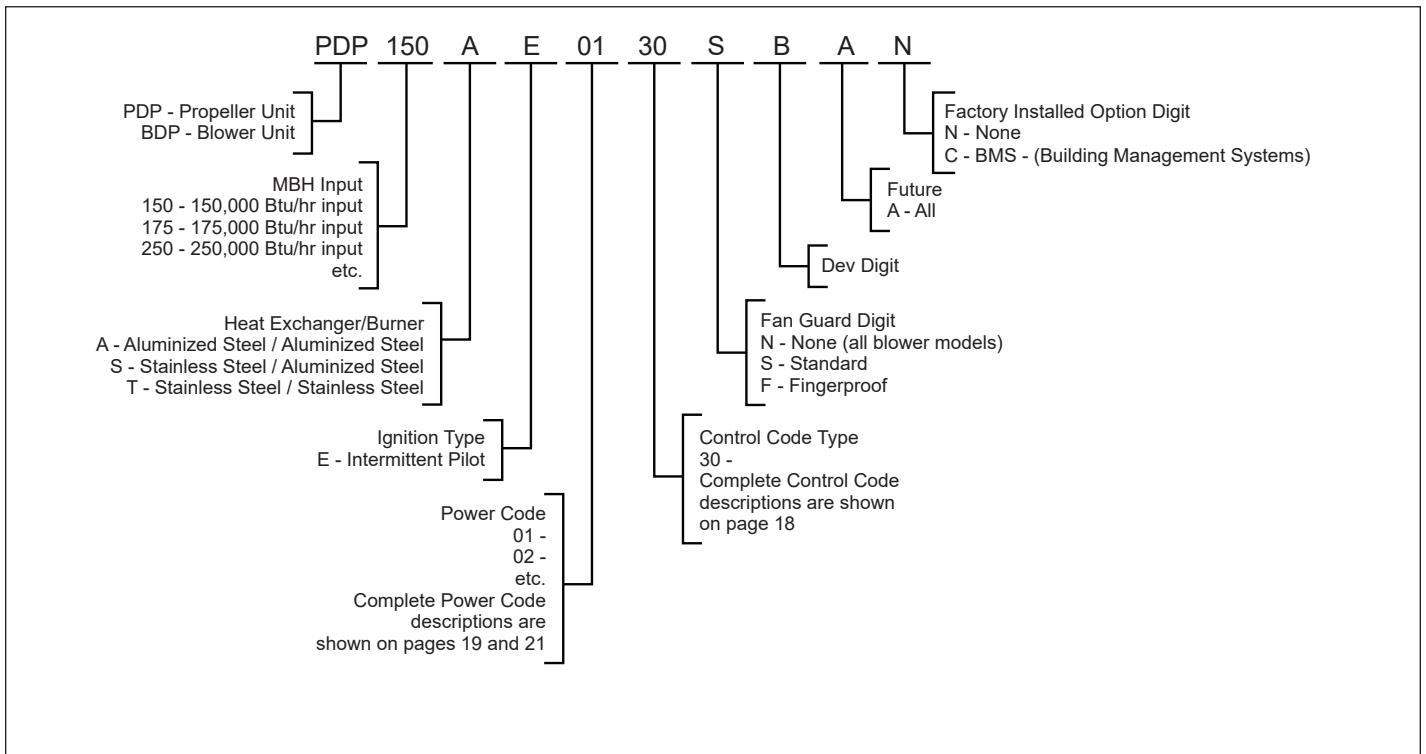 PDP 150 A E 01 30 S B A N
PDP - Propeller Unit
BDP - Blower Unit
MBH Input
150 - 150,000 Btu/hr input
175 - 175,000 Btu/hr input
250 - 250,000 Btu/hr input
etc.
Heat Exchanger/Burner
A - Aluminized Steel / Aluminized Steel
S - Stainless Steel / Aluminized Steel
T - Stainless Steel / Stainless Steel
Ignition Type
E - Intermittent Pilot
Power Code
01 -
02 -
etc.
Complete Power Code
descriptions are
shown on pages 19 and 21
Factory Installed Option Digit
N - None
C - BMS - (Building Management Systems)
Future
A - All
Dev Digit
Fan Guard Digit
N - None (all blower models)
S - Standard
F - Fingerproof
Control Code Type
30 -
Complete Control Code
descriptions are shown
on page 18